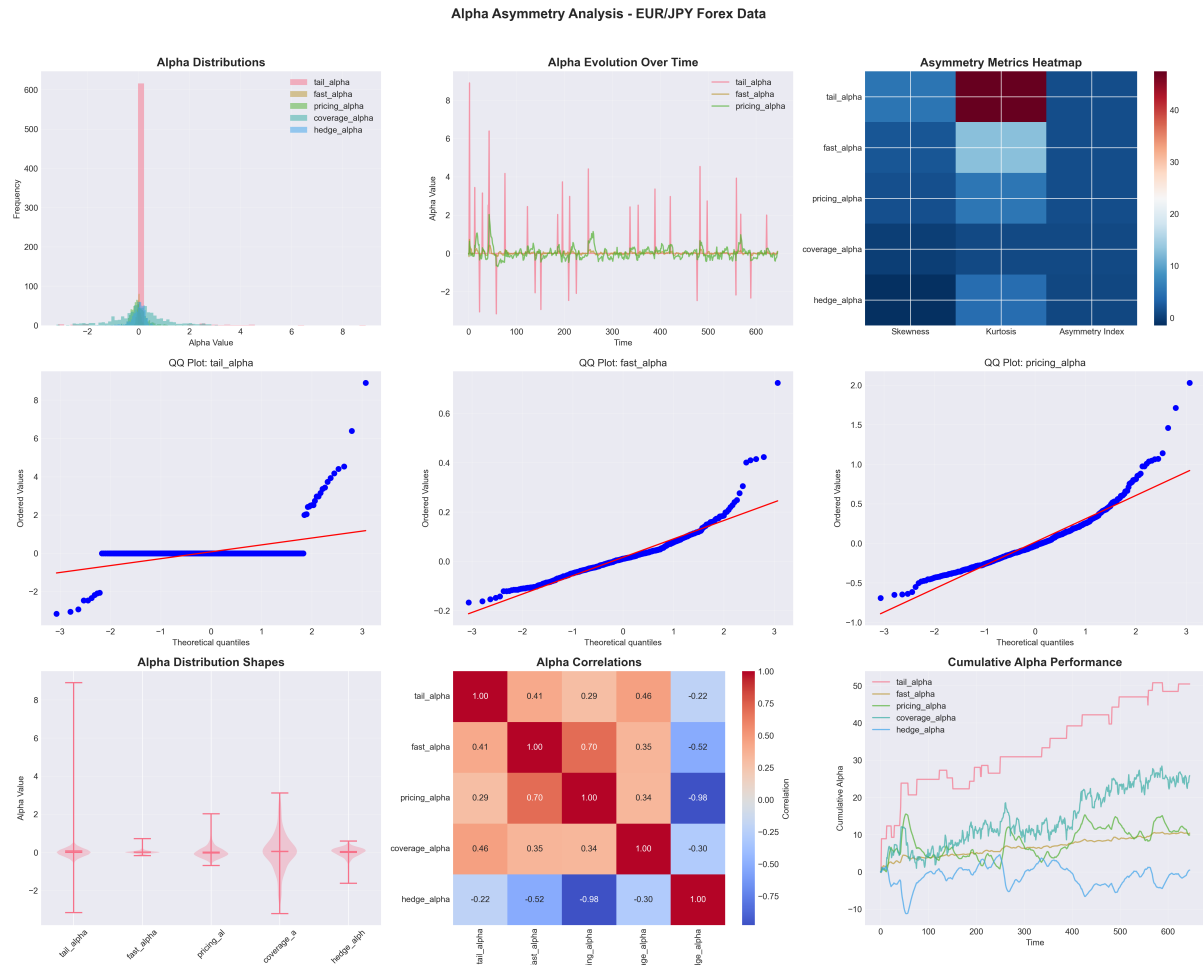 Alpha Asymmetry Analysis - EUR/JPY Forex Data
Alpha Distributions
tail_alpha
fast_alpha
pricing_alpha
coverage_alpha
hedge_alpha
Frequency
600
500
400
300
200
100
0
−2
0
2
4
6
8
Alpha Value
Alpha Evolution Over Time
tail_alpha
fast_alpha
pricing_alpha
Alpha Value
8
6
4
2
0
−2
0
100
200
300
400
500
600
Time
Asymmetry Metrics Heatmap
tail_alpha
fast_alpha
pricing_alpha
coverage_alpha
hedge_alpha
Skewness
Kurtosis
Asymmetry Index
40
30
20
10
0
QQ Plot: tail_alpha
Ordered Values
8
6
4
2
0
−2
−3
−2
−1
0
1
2
3
Theoretical quantiles
QQ Plot: fast_alpha
Ordered Values
0.6
0.4
0.2
0.0
−0.2
−3
−2
−1
0
1
2
3
Theoretical quantiles
QQ Plot: pricing_alpha
Ordered Values
2.0
1.5
1.0
0.5
0.0
−0.5
−1.0
−3
−2
−1
0
1
2
3
Theoretical quantiles
Alpha Distribution Shapes
Alpha Value
8
6
4
2
0
−2
tail_alpha
fast_alpha
pricing_al
coverage_a
hedge_alph
Alpha Correlations
tail_alpha 1.00 0.41 0.29 0.46 -0.22
fast_alpha 0.41 1.00 0.70 0.35 -0.52
pricing_alpha 0.29 0.70 1.00 0.34 -0.98
coverage_alpha 0.46 0.35 0.34 1.00 -0.30
hedge_alpha -0.22 -0.52 -0.98 -0.30 1.00
tail_alpha
ast_alpha
ing_alpha
age_alpha
dge_alpha
1.00
0.75
0.50
0.25
0.00
−0.25
−0.50
−0.75
Correlation
Cumulative Alpha Performance
tail_alpha
fast_alpha
pricing_alpha
coverage_alpha
hedge_alpha
Cumulative Alpha
50
40
30
20
10
0
−10
0
100
200
300
400
500
600
Time